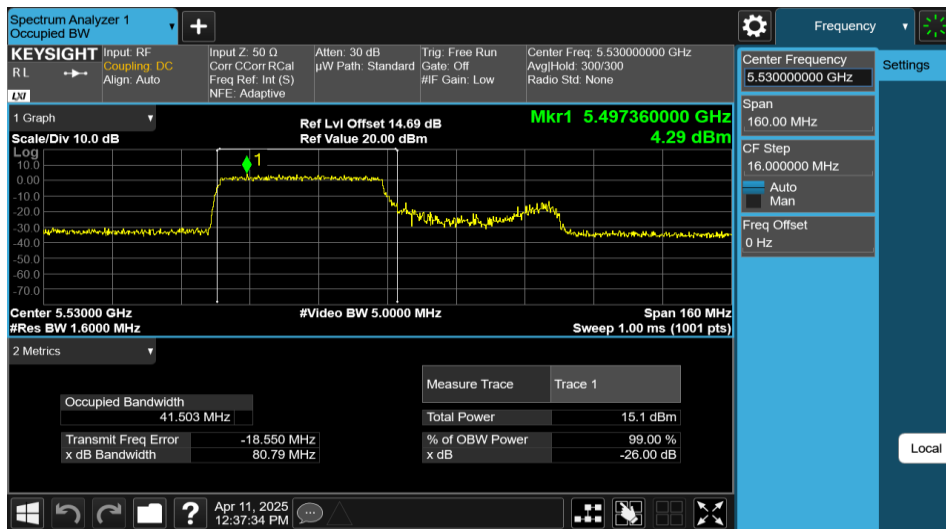 Spectrum Analyzer 1
Occupied BW
Frequency
KEYSIGHT
R L
LXI
Input: RF
Coupling: DC
Align: Auto
Input Z: 50 Ω
Corr CCorr RCal
Freq Ref: Int (S)
NFE: Adaptive
Atten: 30 dB
µW Path: Standard
Trig: Free Run
Gate: Off
#IF Gain: Low
Center Freq: 5.530000000 GHz
Avg|Hold: 300/300
Radio Std: None
Center Frequency
5.530000000 GHz
Settings
Span
160.00 MHz
CF Step
16.000000 MHz
Auto
Man
Freq Offset
0 Hz
Local
1 Graph
Scale/Div 10.0 dB
Ref Lvl Offset 14.69 dB
Ref Value 20.00 dBm
Mkr1 5.497360000 GHz
4.29 dBm
Log
10.0
0.00
-10.0
-20.0
-30.0
-40.0
-50.0
-60.0
-70.0
1
Center 5.53000 GHz
#Res BW 1.6000 MHz
#Video BW 5.0000 MHz
Span 160 MHz
Sweep 1.00 ms (1001 pts)
2 Metrics
Occupied Bandwidth
41.503 MHz
Transmit Freq Error -18.550 MHz
x dB Bandwidth 80.79 MHz
Measure Trace Trace 1
Total Power 15.1 dBm
% of OBW Power 99.00 %
x dB -26.00 dB
Apr 11, 2025
12:37:34 PM